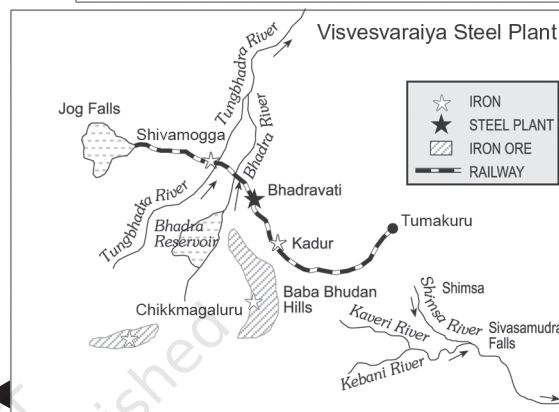 Visvesvaraiya Steel Plant
IRON
STEEL PLANT
IRON ORE
RAILWAY
Tungbhadra River
Bhadra River
Jog Falls
Shivamogga
Bhadravati
Tungbhadra River
Bhadra
Reservoir
Kadur
Tumakuru
Chikkmagaluru
Baba Bhudan
Hills
Shimsa
Shimsa River
Kaveri River
Sivasamudra
Falls
Kebani River